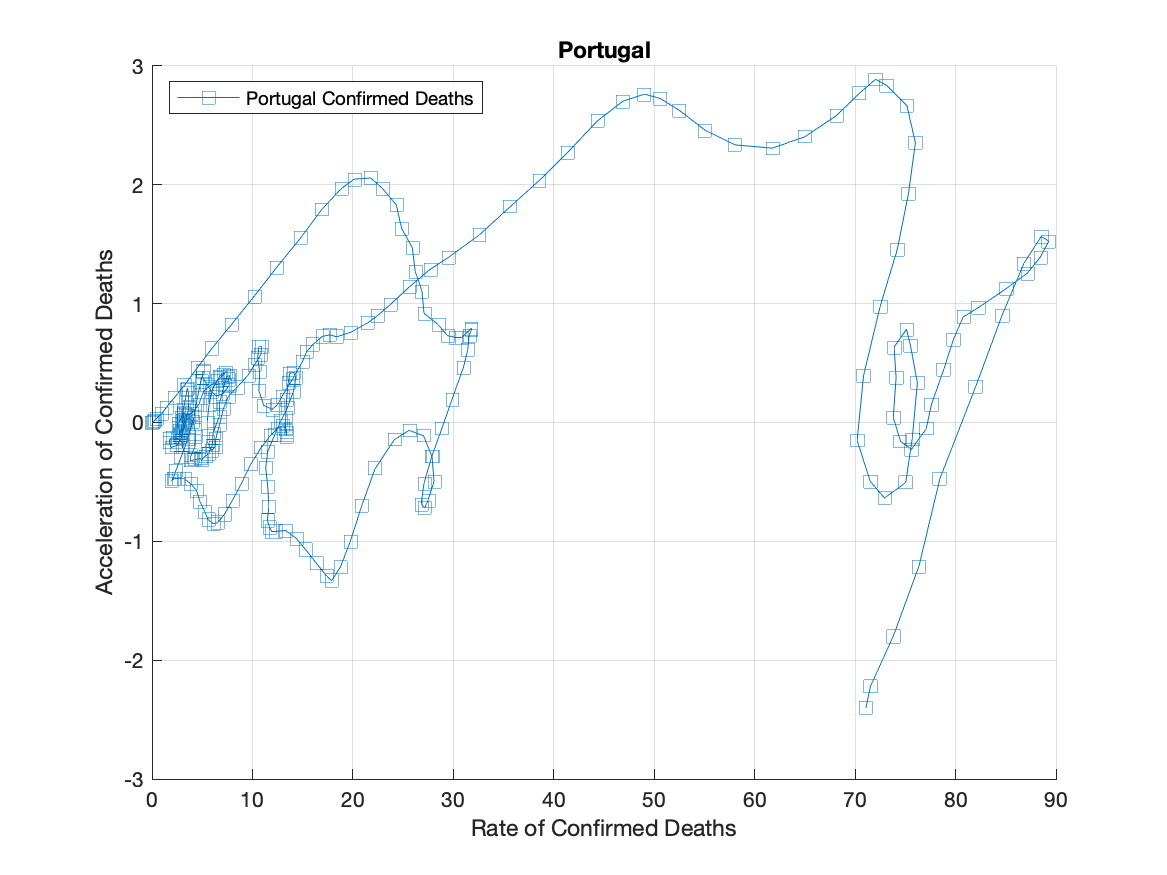 Portugal
Portugal Confirmed Deaths
Acceleration of Confirmed Deaths
3
2
1
0
-1
-2
-3
0 10 20 30 40 50 60 70 80 90
Rate of Confirmed Deaths